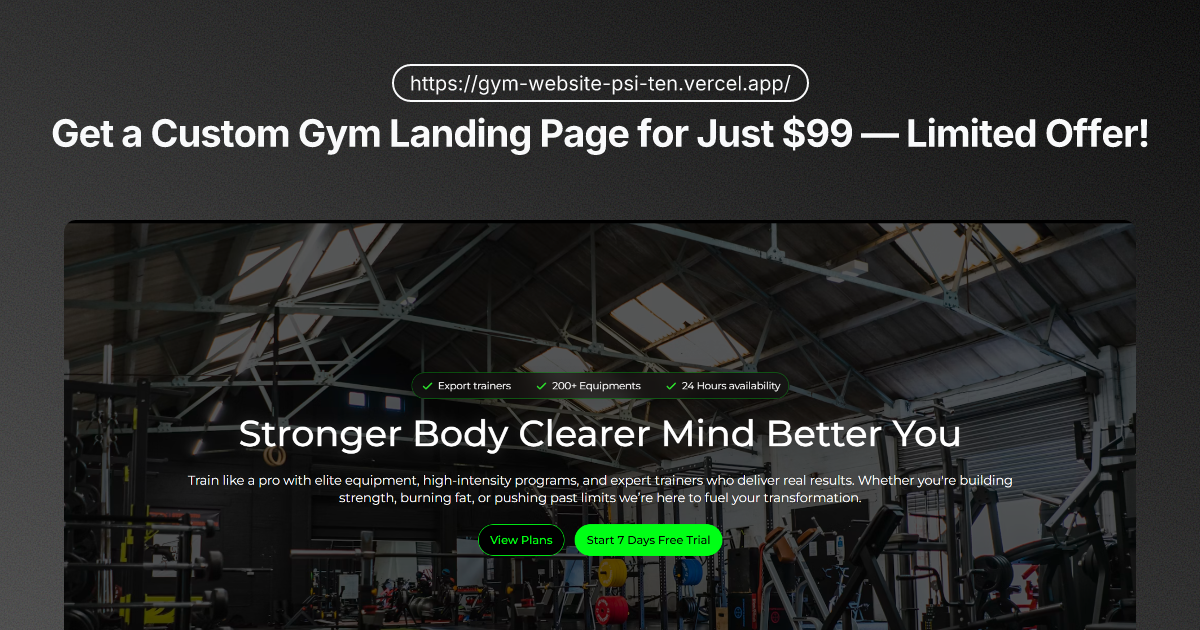 https://gym-website-psi-ten.vercel.app/
Get a Custom Gym Landing Page for Just $99 — Limited Offer!
Export trainers
200+ Equipments
24 Hours availability
Stronger Body Clearer Mind Better You
Train like a pro with elite equipment, high-intensity programs, and expert trainers who deliver real results. Whether you're building
strength, burning fat, or pushing past limits we're here to fuel your transformation.
View Plans
Start 7 Days Free Trial